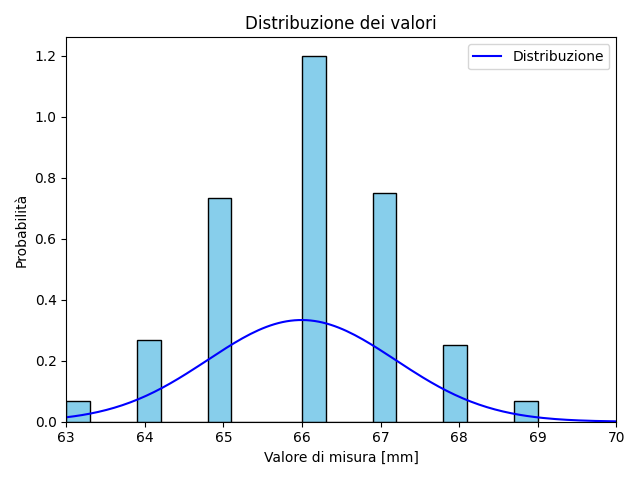 Distribuzione dei valori
Distribuzione
Probabilità
1.2
1.0
0.8
0.6
0.4
0.2
0.0
63 64 65 66 67 68 69 70
Valore di misura [mm]